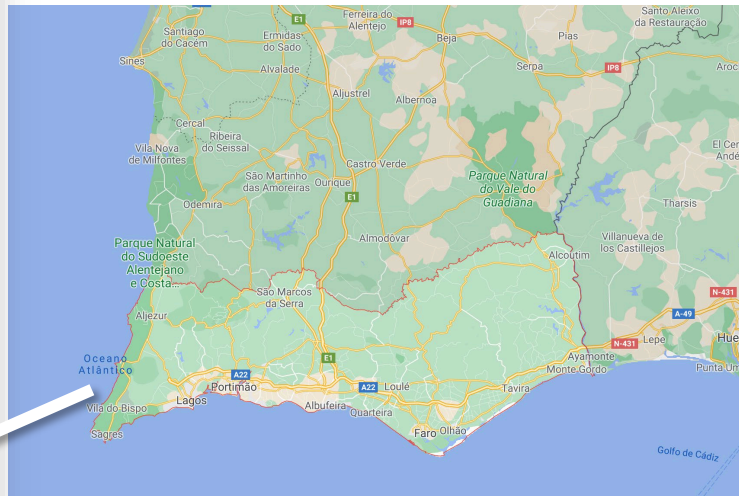 Santo Aleixo
da Restauração
Ferreira do
Alentejo
E1
IP8
Santiago
do Cacém
Ermidas
do Sado
Beja
Pias
Sines
Alvalade
Serpa
IP8
Aroc
Aljustrel
Albernoa
Cercal
Ribeira
do Seissal
Vila Nova
de Milfontes
El Cer
Andé
Castro Verde
São Martinho
das Amoreiras
Ourique
E1
Parque Natural
do Vale do
Guadiana
Odemira
Tharsis
Almodôvar
Villanueva de
los Castillejos
Parque Natural
do Sudoeste
Alentejano
e Costa...
Alcoutim
São Marcos
da Serra
N-431
Aljezur
A-49
N-431
Lepe
Hue
Oceano
Atlântico
E1
Ayamonte
Monte Gordo
Punta Um
A22
Portimão
A22
Loulé
Tavira
Lagos
Albufeira
Quarteira
Vila do Bispo
Sagres
Faro
Olhão
Golfo de Cádiz